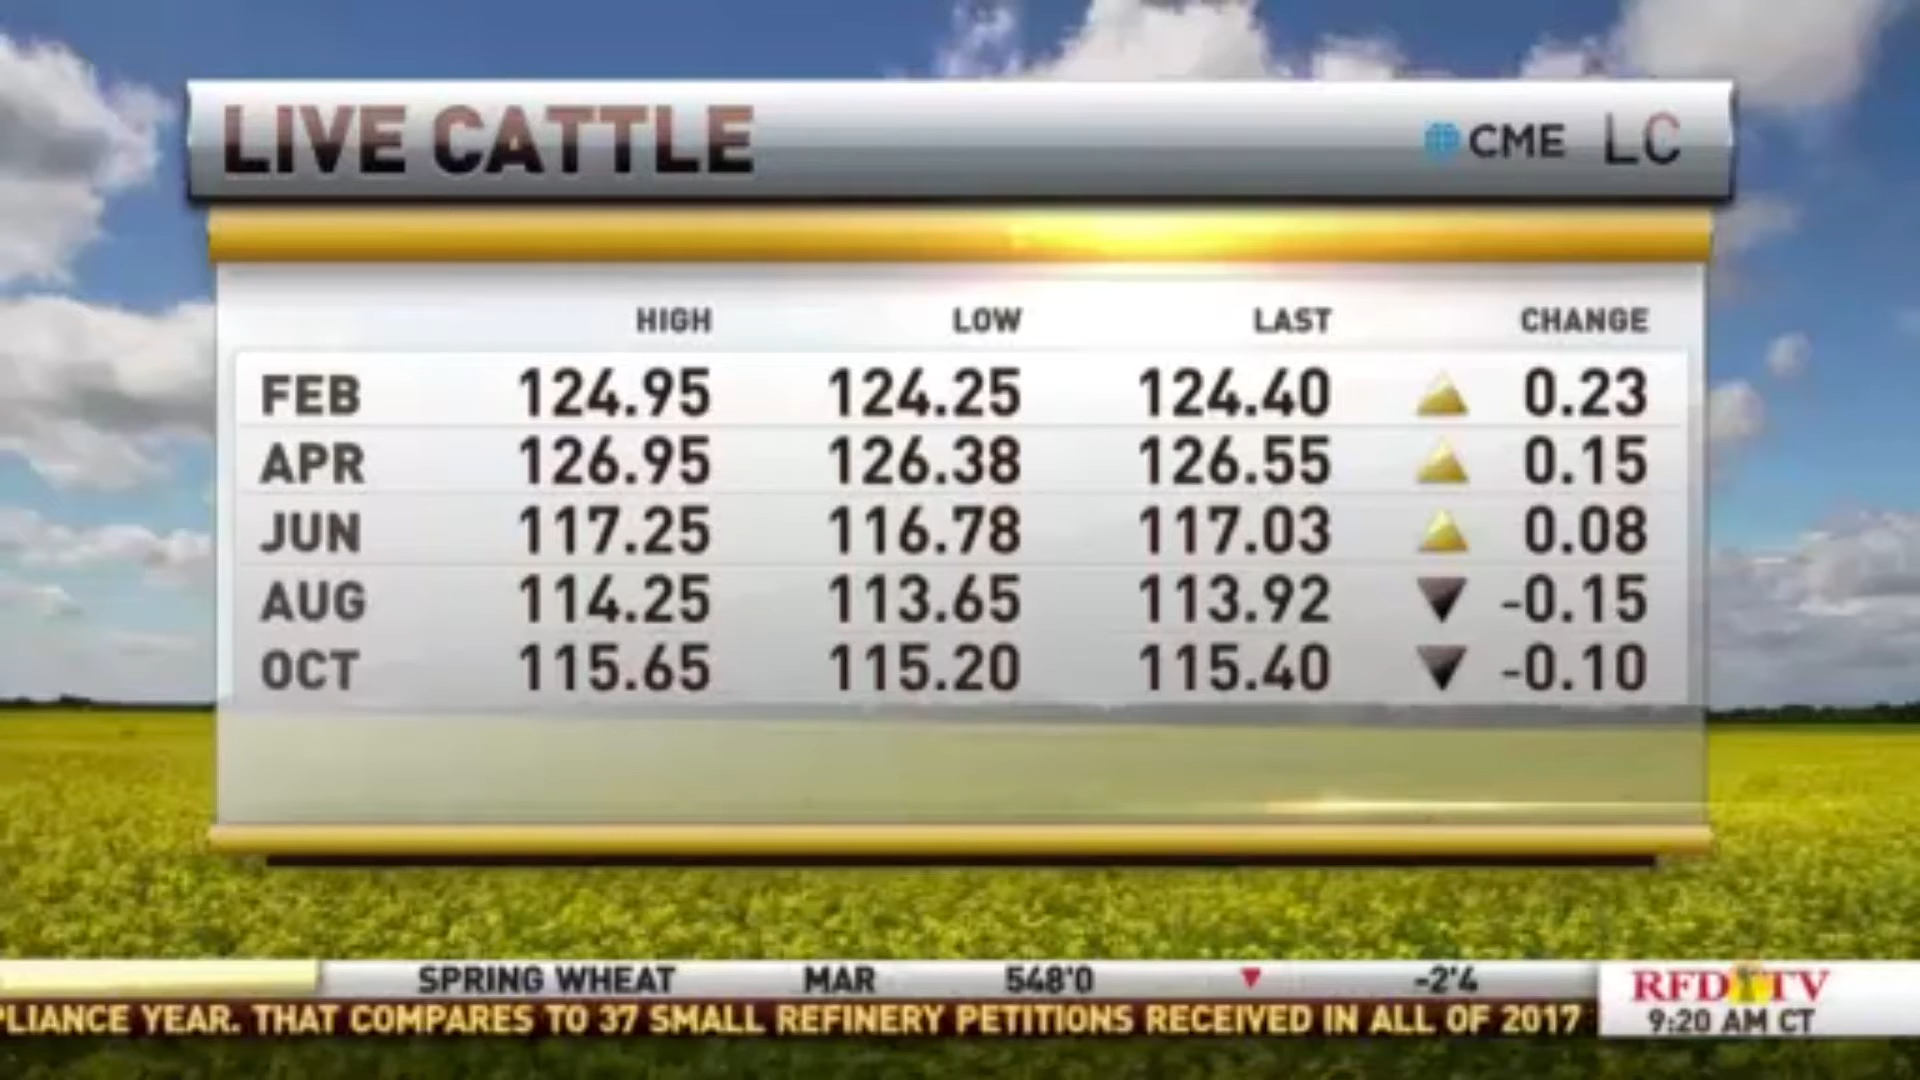 LIVE CATTLE CME LC
HIGH LOW LAST CHANGE
FEB 124.95 124.25 124.40 0.23
APR 126.95 126.38 126.55 0.15
JUN 117.25 116.78 117.03 0.08
AUG 114.25 113.65 113.92 -0.15
OCT 115.65 115.20 115.40 -0.10
SPRING WHEAT MAR 548'0 -2'4
PLIANCE YEAR. THAT COMPARES TO 37 SMALL REFINERY PETITIONS RECEIVED IN ALL OF 2017
RFD TV
9:20 AM CT